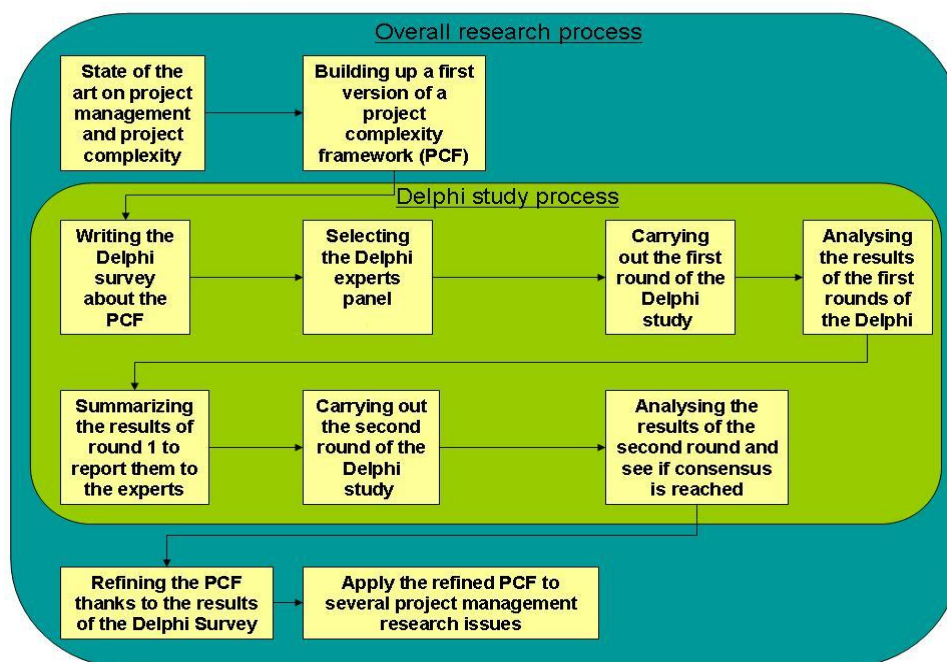 Overall research process
State of the
art on project
management
and project
complexity
Building up a first
version of a
project
complexity
framework (PCF)
Delphi study process
Writing the
Delphi
survey
about the
PCF
Selecting
the Delphi
experts
panel
Carrying
out the first
round of the
Delphi
study
Analysing
the results
of the first
rounds of
the Delphi
Summarizing
the results of
round 1 to
report them to
the experts
Carrying out
the second
round of the
Delphi
study
Analysing the
results of the
second round and
see if consensus
is reached
Refining the PCF
thanks to the results
of the Delphi Survey
Apply the refined PCF to
several project management
research issues